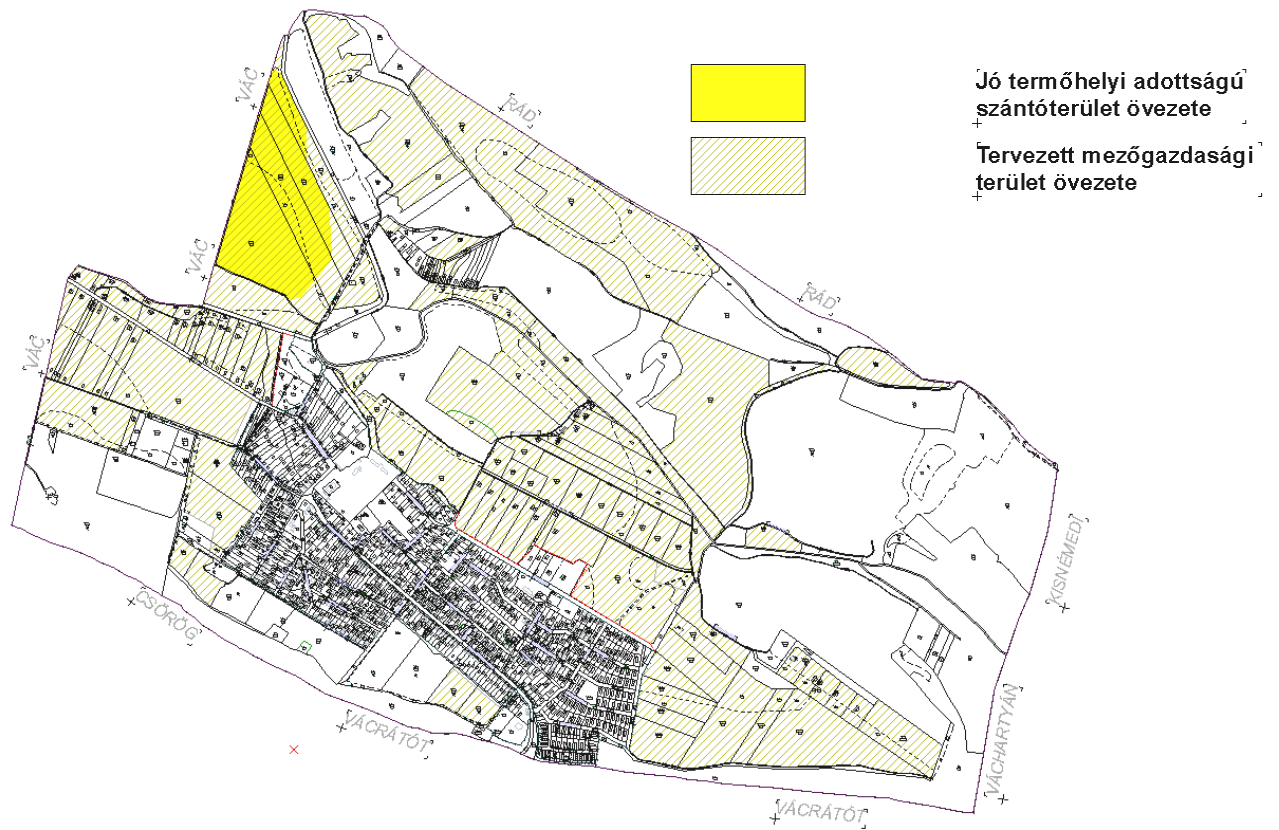 Jó termőhelyi adottságú
szántóterület övezete
Tervezett mezőgazdasági
terület övezete
VÁC
RÁD
VÁC
RÁD
VÁC
KISNÉMEDI
CSÖRÖG
VÁCHARTYÁN
VÁCRÁTÓT
VÁCRÁTÓT